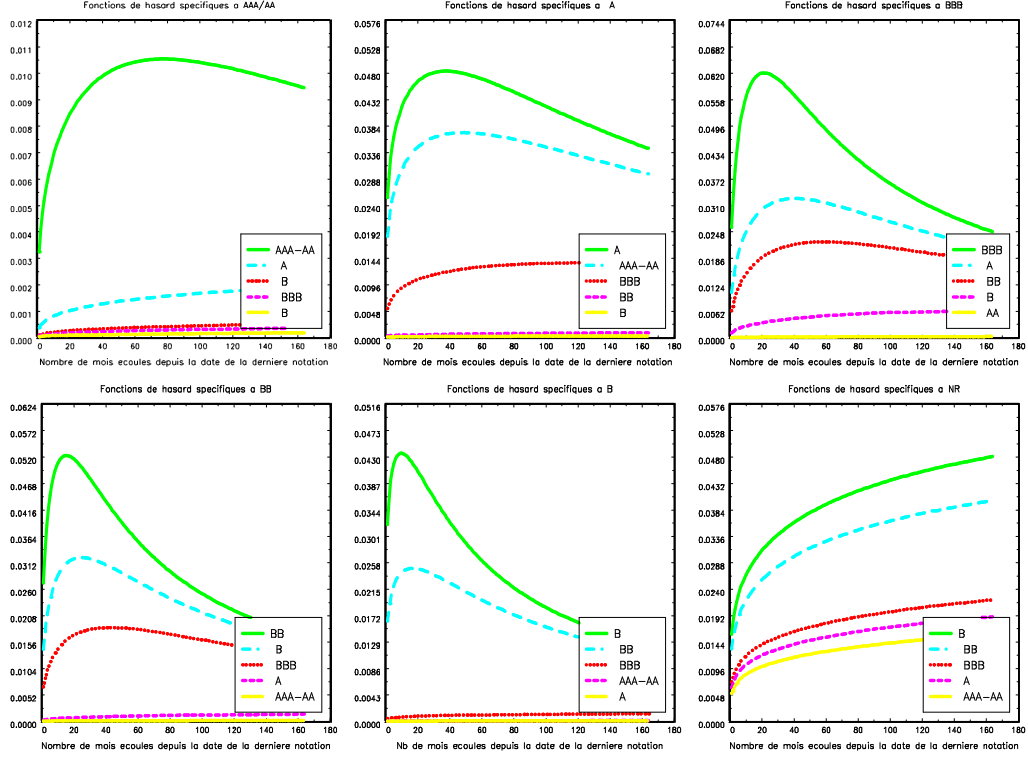 Fonctions de hasard specifiques a AAA/AA
0.012
0.011
0.010
0.009
0.008
0.007
0.006
0.004
0.003
0.002
0.001
0.000
0 20 40 60 80 100 120 140 160 180
AAA-AA
A
B
BBB
B
Nombre de mois ecoules depuis la date de la derniere notation
Fonctions de hasard specifiques a A
0.0576
0.0528
0.0480
0.0432
0.0384
0.0336
0.0288
0.0240
0.0192
0.0144
0.0096
0.0048
0.0000
0 20 40 60 80 100 120 140 160 180
A
AAA-AA
BBB
BB
B
Nombre de mois ecoules depuis la date de la derniere notation
Fonctions de hasard specifiques a BBB
0.0744
0.0682
0.0620
0.0558
0.0496
0.0434
0.0372
0.0310
0.0248
0.0186
0.0124
0.0062
0.0000
0 20 40 60 80 100 120 140 160 180
BBB
A
BB
B
AA
Nombre de mois ecoules depuis la date de la derniere notation
Fonctions de hasard specifiques a BB
0.0624
0.0572
0.0520
0.0468
0.0416
0.0364
0.0312
0.0260
0.0208
0.0156
0.0104
0.0052
0.0000
0 20 40 60 80 100 120 140 160 180
BB
B
BBB
A
AAA-AA
Nombre de mois ecoules depuis la date de la derniere notation
Fonctions de hasard specifiques a B
0.0516
0.0473
0.0430
0.0387
0.0344
0.0301
0.0258
0.0215
0.0172
0.0129
0.0086
0.0043
0.0000
0 20 40 60 80 100 120 140 160 180
B
BB
BBB
AAA-AA
A
Nb de mois ecoules depuis la date de la derniere notation
Fonctions de hasard specifiques a NR
0.0576
0.0528
0.0480
0.0432
0.0384
0.0336
0.0288
0.0240
0.0192
0.0144
0.0096
0.0048
0.0000
0 20 40 60 80 100 120 140 160 180
B
BB
BBB
A
AAA-AA
Nombre de mois ecoules depuis la date de la derniere notation